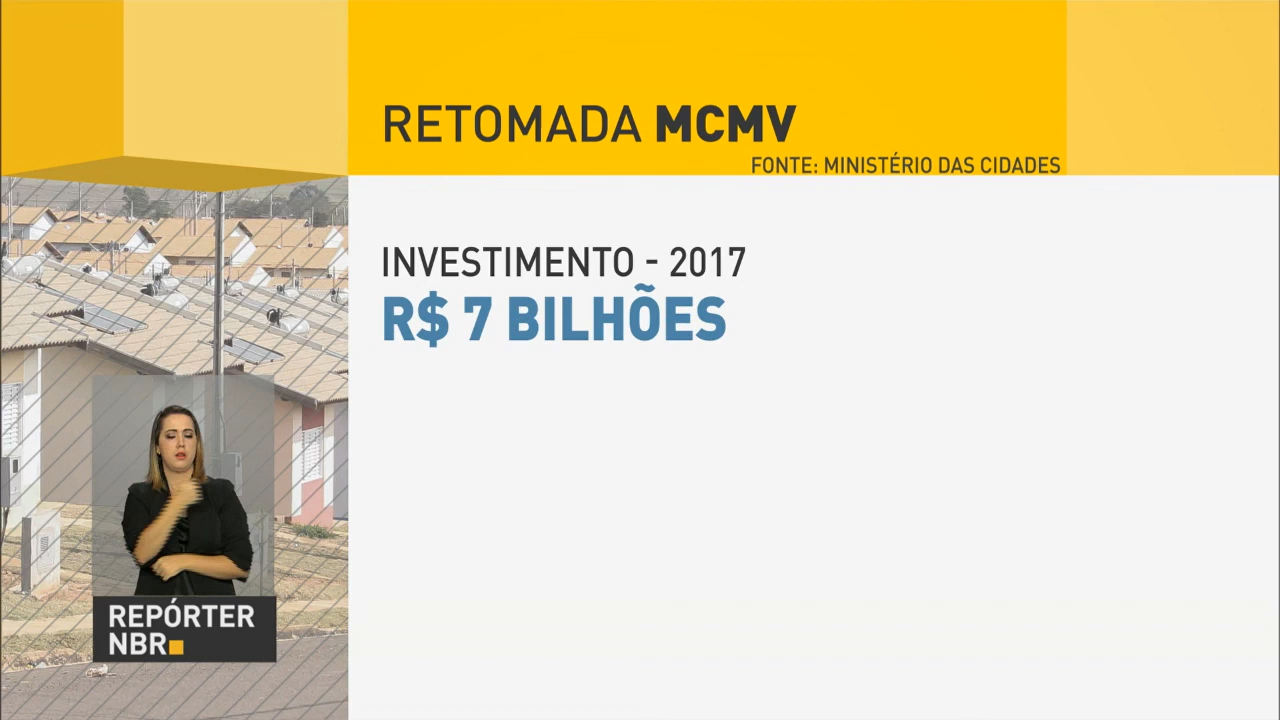 RETOMADA MCMV
FONTE: MINISTÉRIO DAS CIDADES
INVESTIMENTO - 2017
R$ 7 BILHÕES
REPÓRTER
NBR